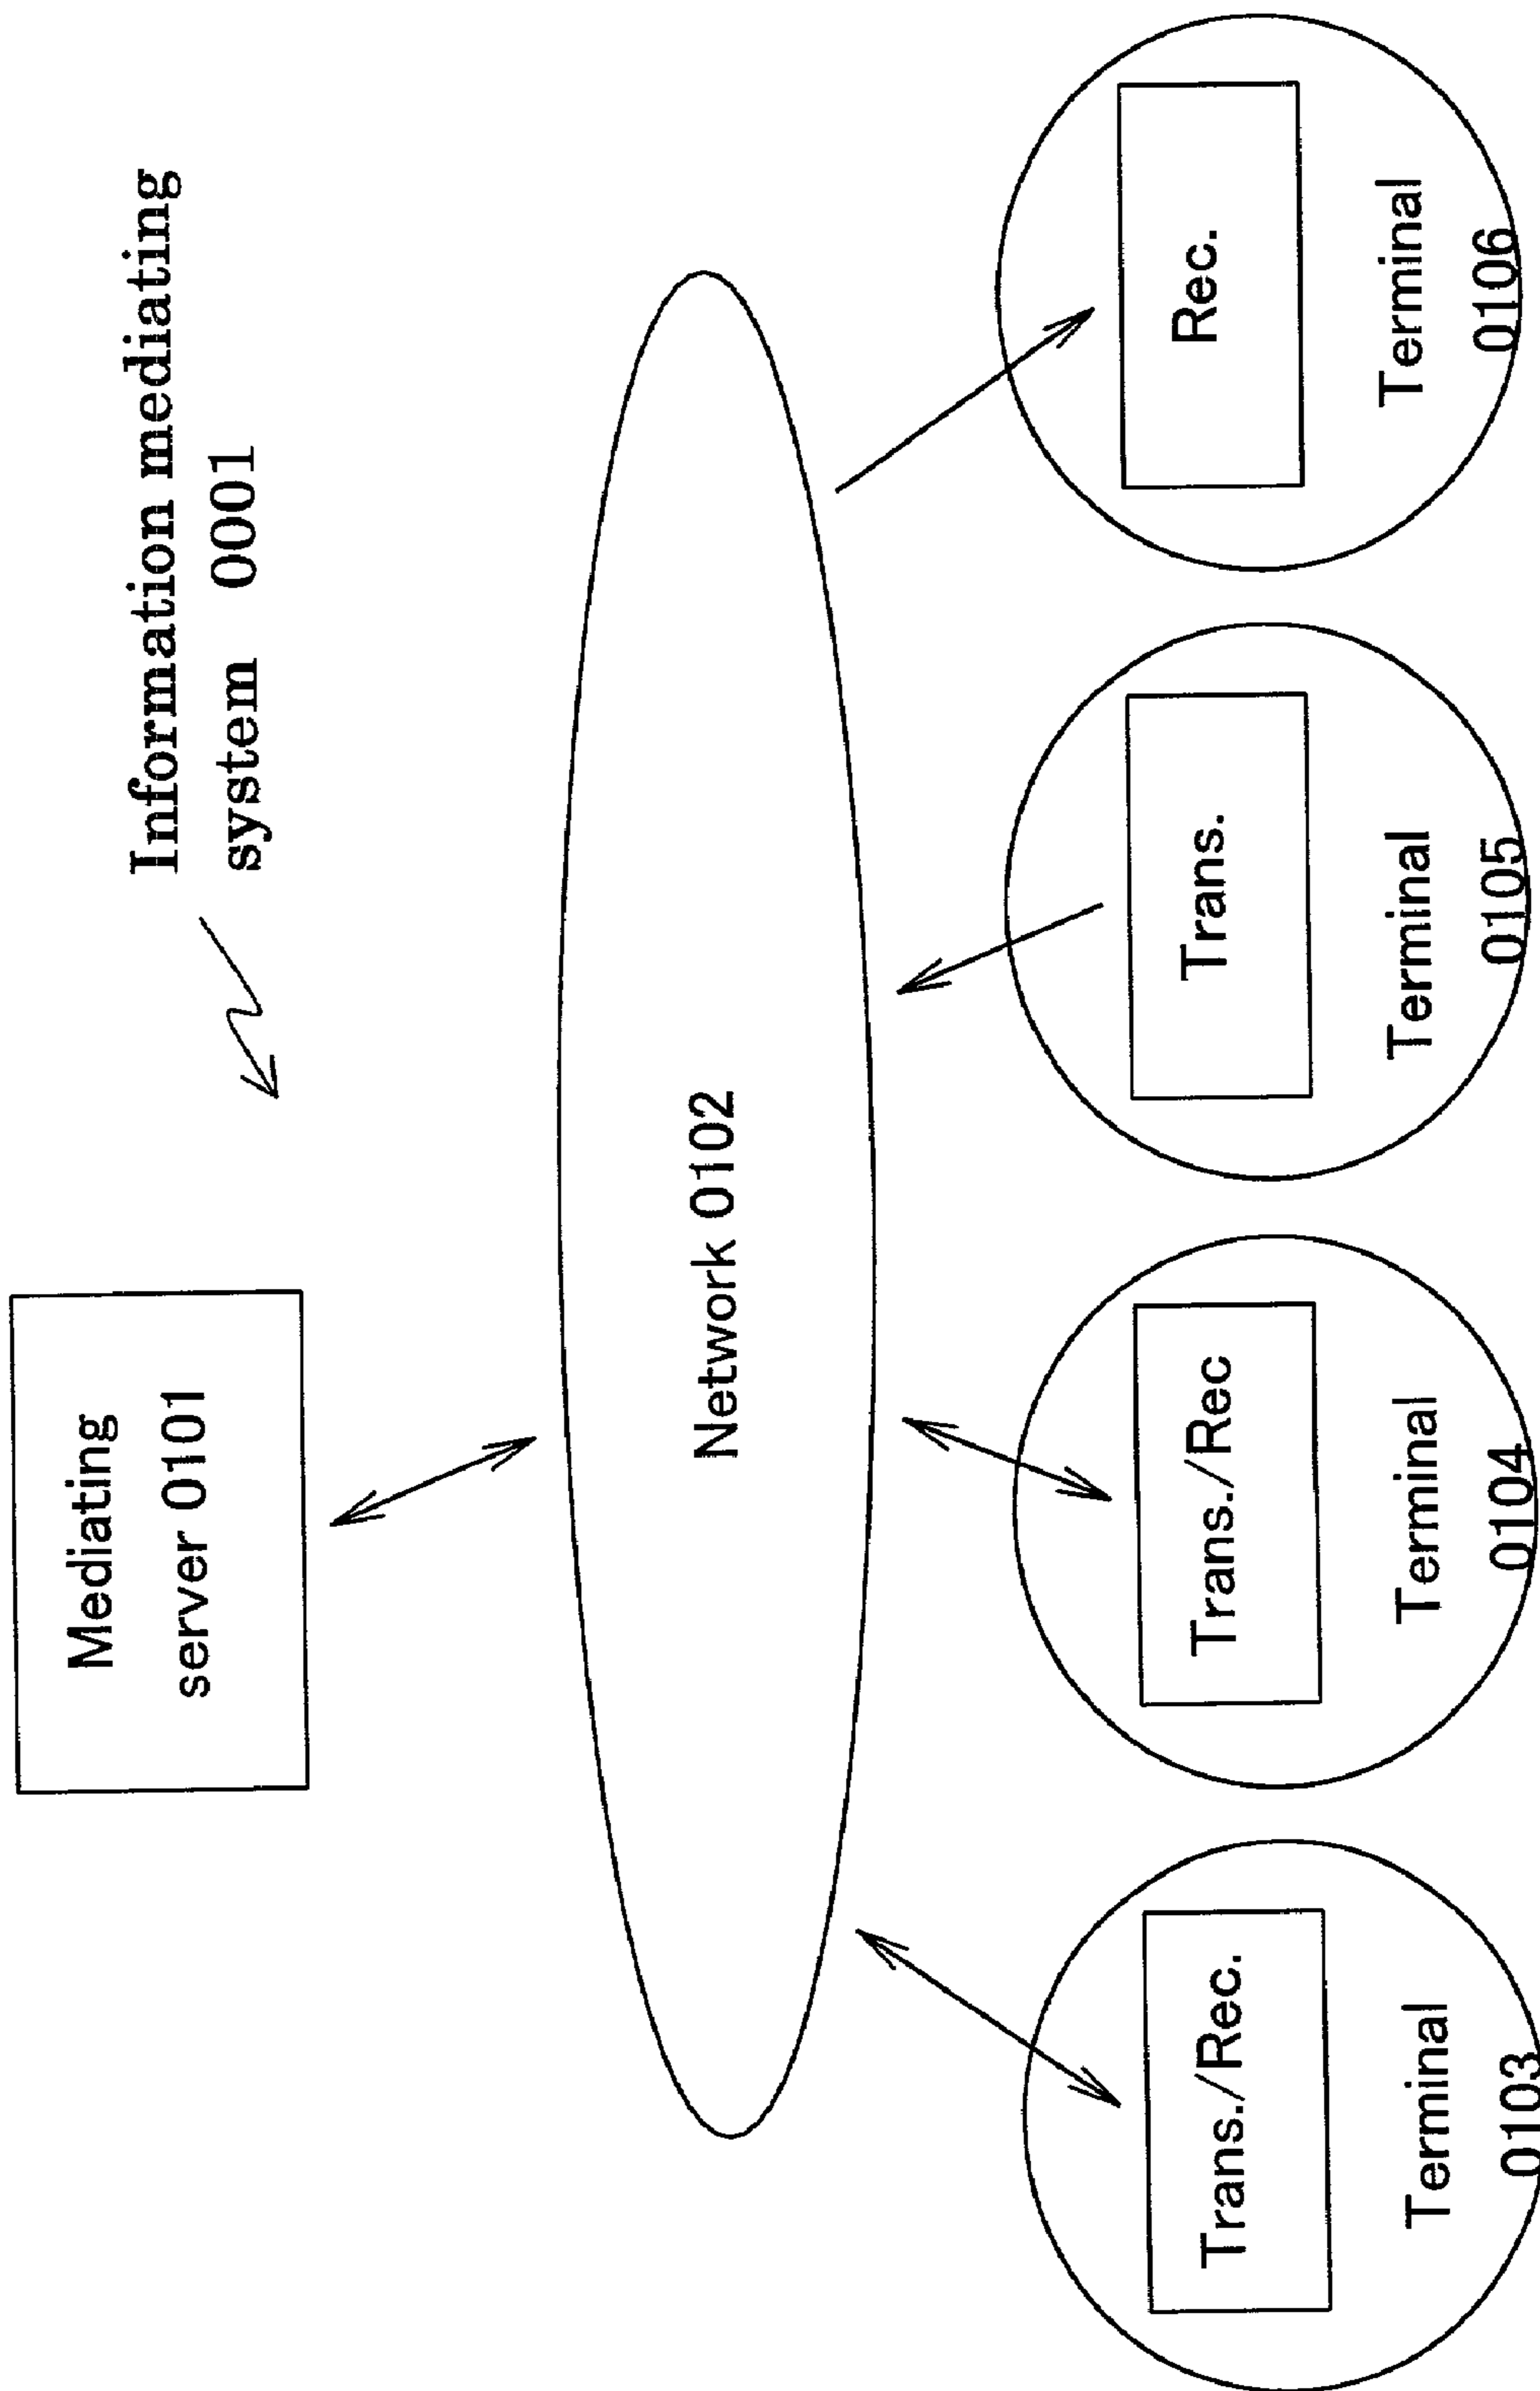 Information mediating
system 0001
Mediating
server 0101
Network 0102
Trans./Rec.
Terminal
0103
Trans./Rec
Terminal
0104
Trans.
Terminal
0105
Rec.
Terminal
0106